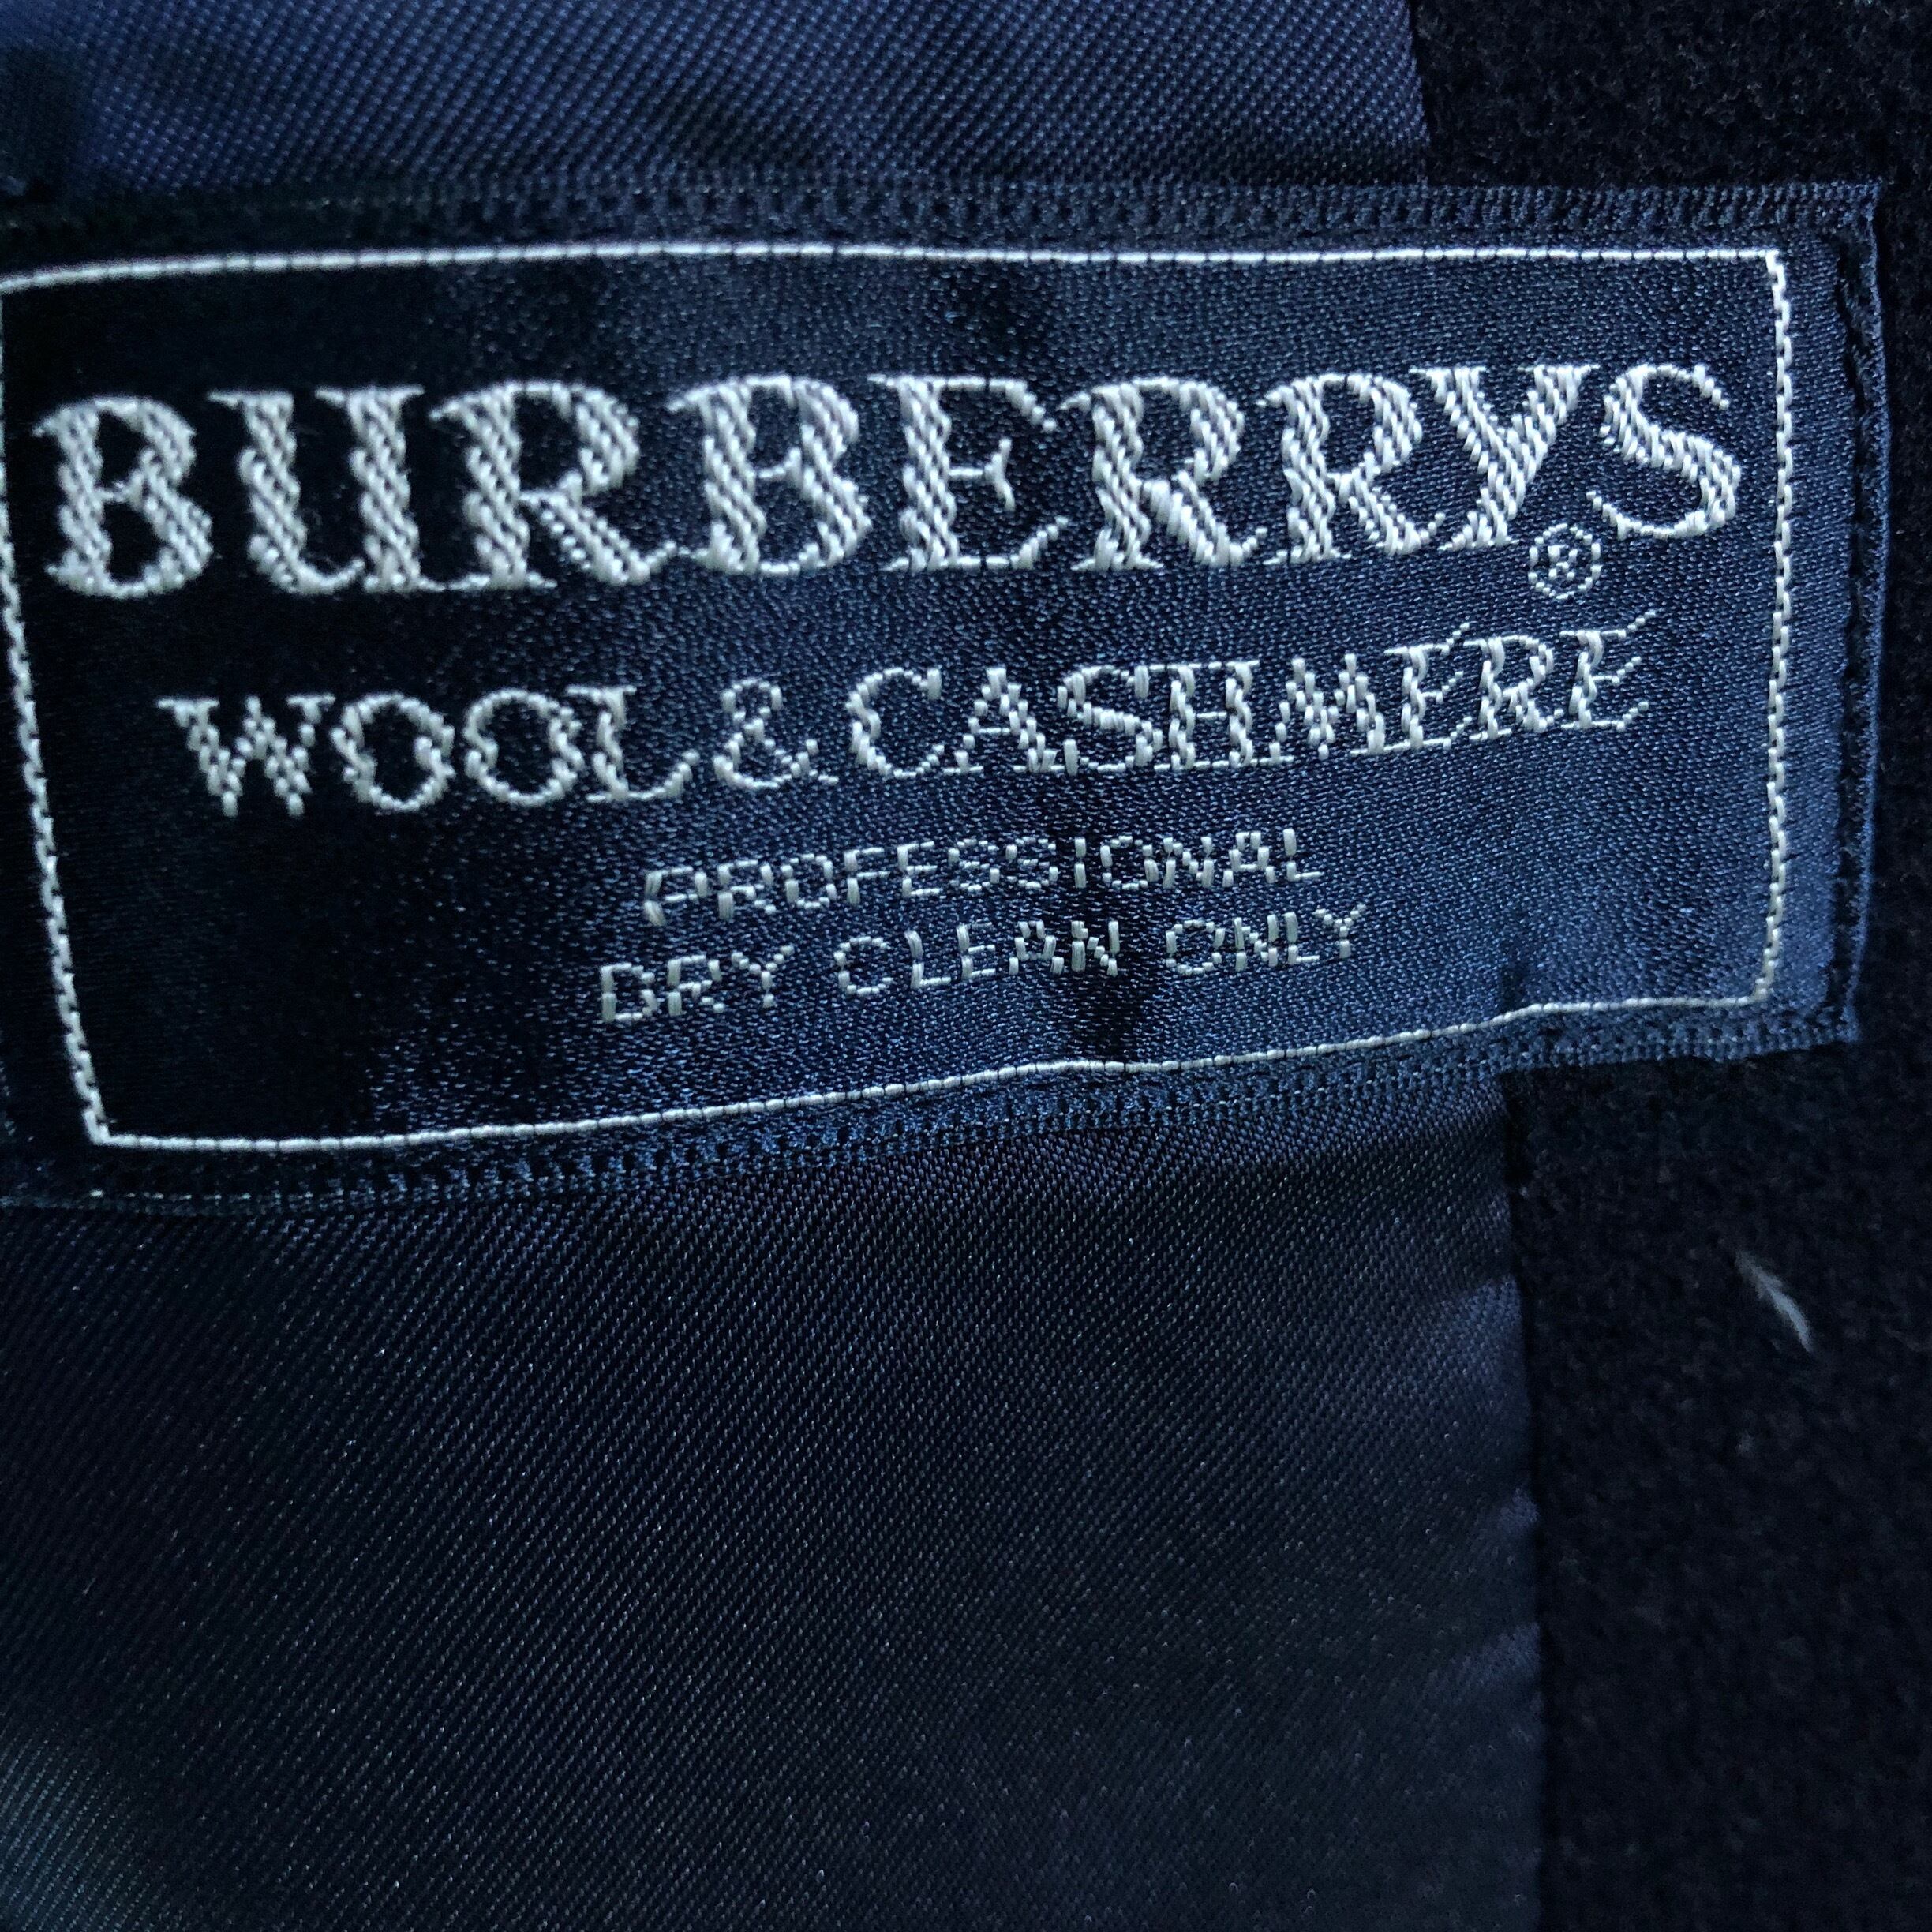 BURBERRYS®
WOOL & CASHMERE
PROFESSIONAL
DRY CLEAN ONLY